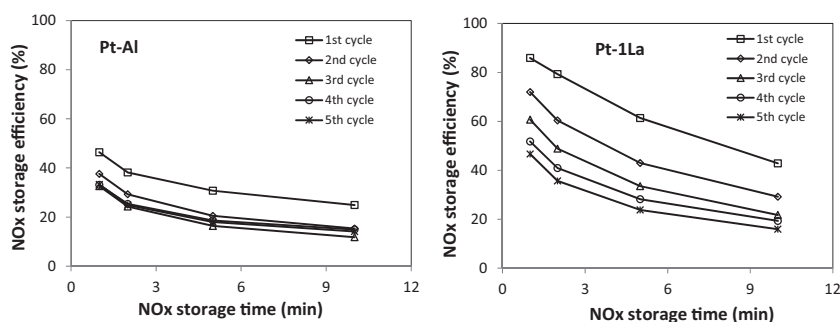 Pt-Al
1st cycle
2nd cycle
3rd cycle
4th cycle
5th cycle
NOx storage efficiency (%)
100
80
60
40
20
0
0 3 6 9 12
NOx storage time (min)
Pt-1La
1st cycle
2nd cycle
3rd cycle
4th cycle
5th cycle
NOx storage efficiency (%)
100
80
60
40
20
0
0 3 6 9 12
NOx storage time (min)